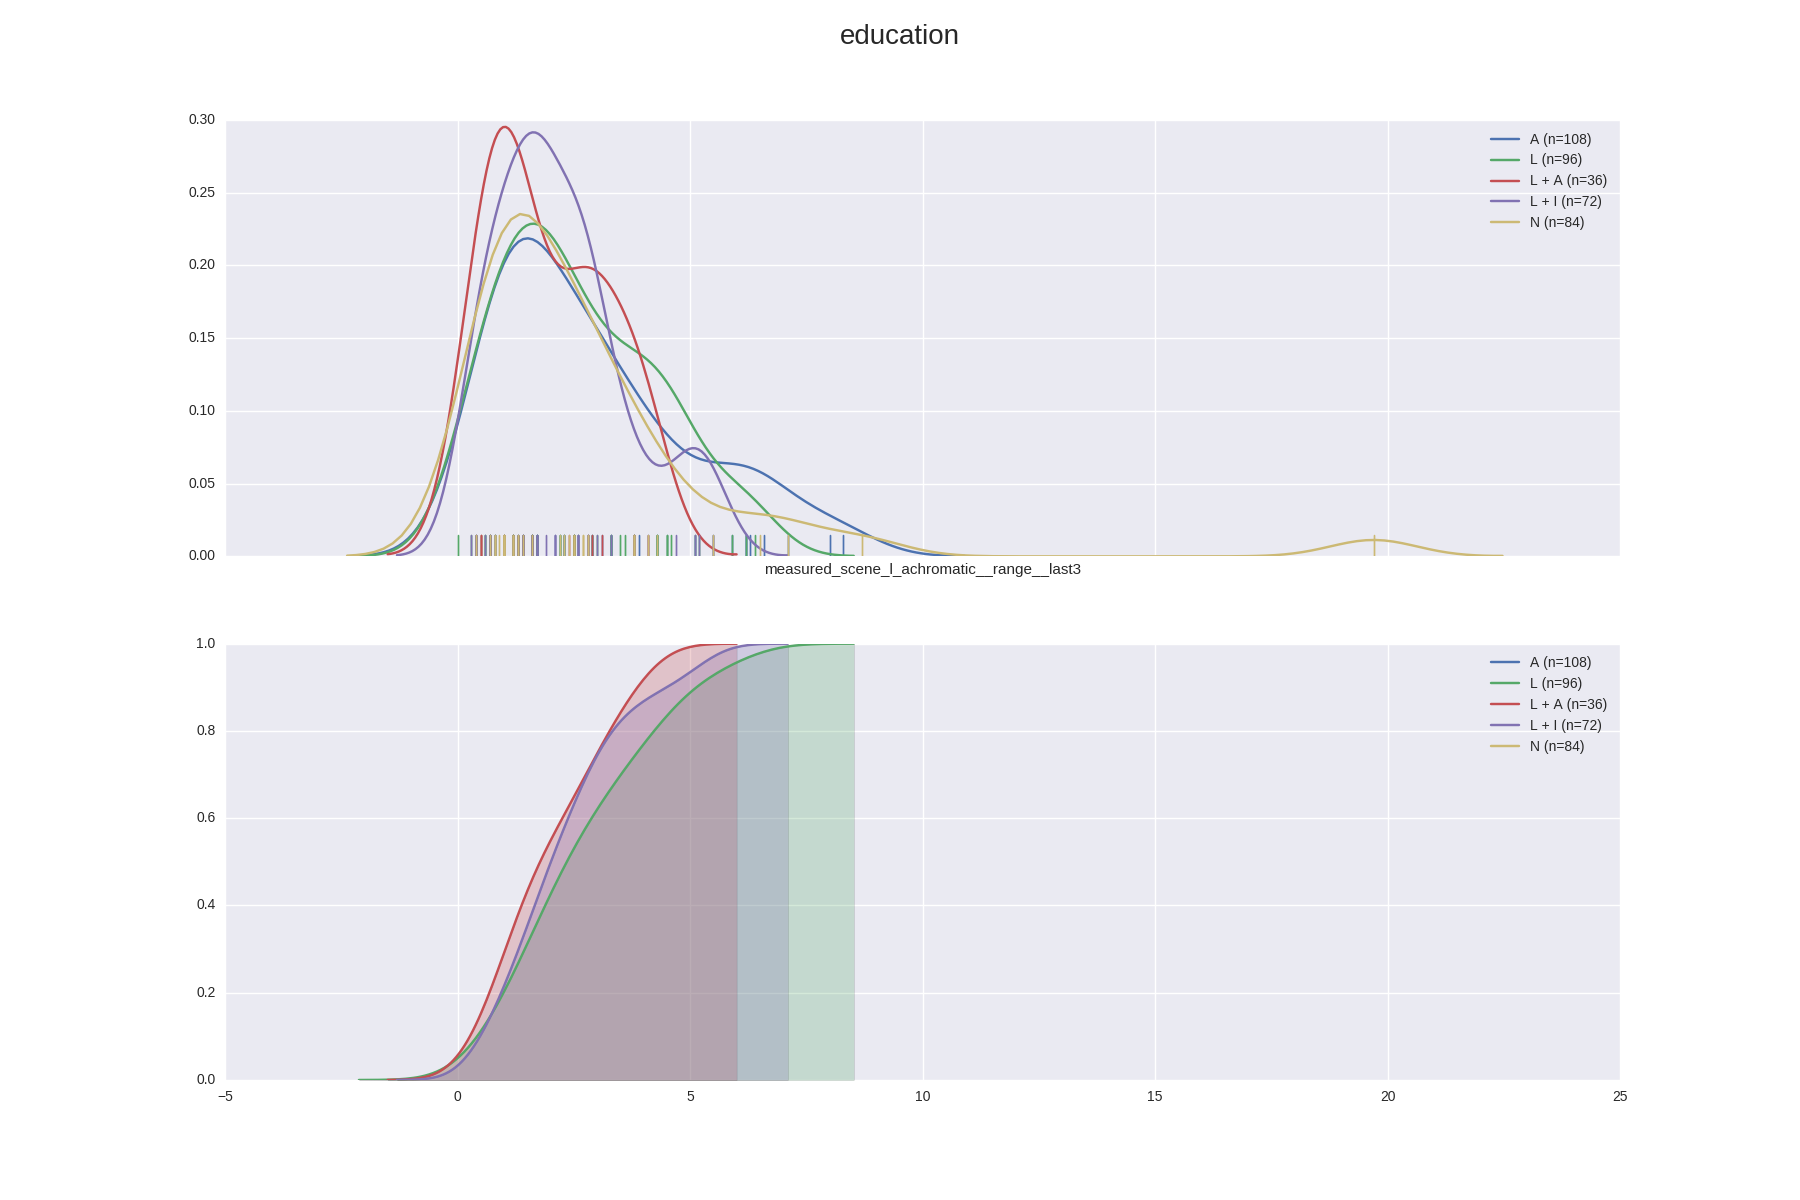 education
0.30
0.25
0.20
0.15
0.10
0.05
0.00
A (n=108)
L (n=96)
L + A (n=36)
L + I (n=72)
N (n=84)
measured_scene_l_achromatic__range__last3
1.0
0.8
0.6
0.4
0.2
0.0
A (n=108)
L (n=96)
L + A (n=36)
L + I (n=72)
N (n=84)
−5 0 5 10 15 20 25